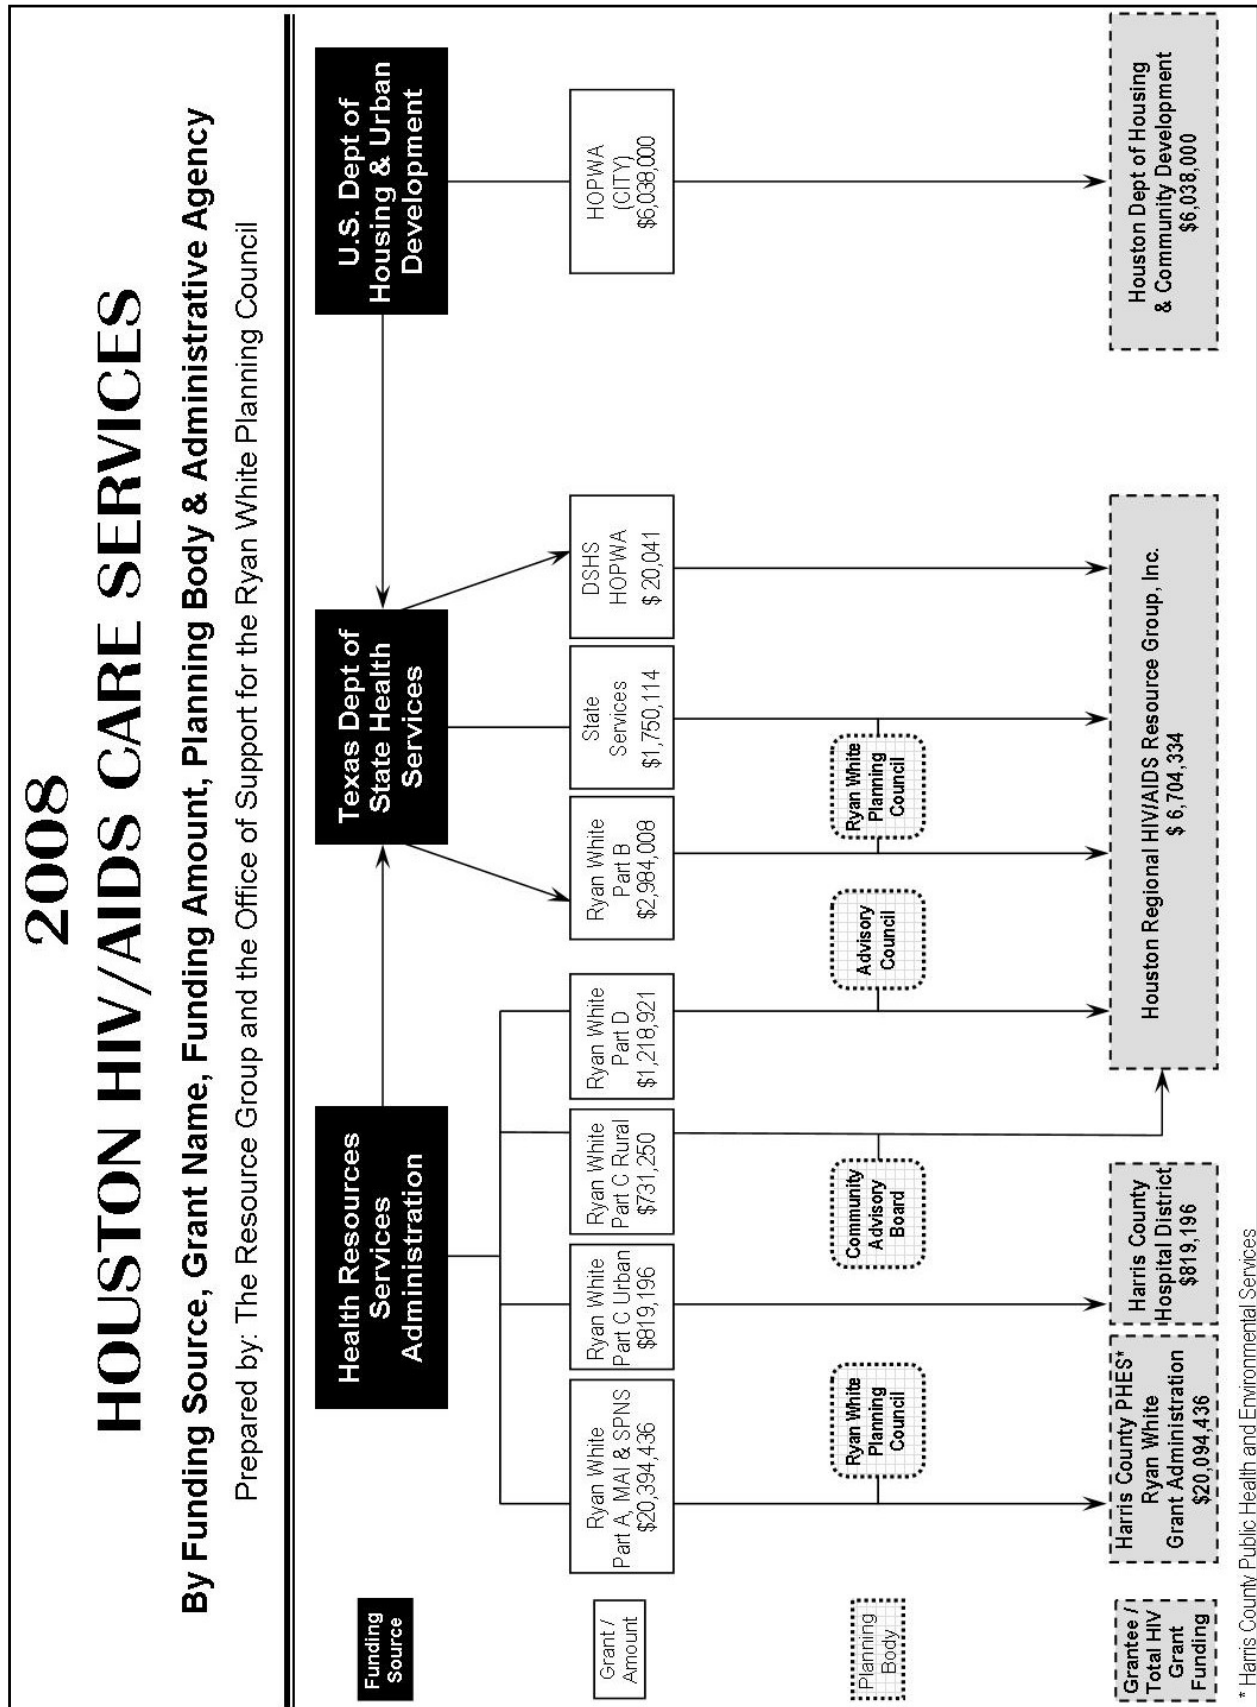 2008
HOUSTON HIV/AIDS CARE SERVICES
By Funding Source, Grant Name, Funding Amount, Planning Body & Administrative Agency
Prepared by: The Resource Group and the Office of Support for the Ryan White Planning Council
Funding
Source
Health Resources
Services
Administration
Texas Dept of
State Health
Services
U.S. Dept of
Housing & Urban
Development
Grant /
Amount
Ryan White
Part A, MAI & SPNS
$20,394,436
Ryan White
Part C Urban
$819,196
Ryan White
Part C Rural
$731,250
Ryan White
Part D
$1,218,921
Ryan White
Part B
$2,984,008
State
Services
$1,750,114
DSHS
HOPWA
$ 20,041
HOPWA
(CITY)
$6,038,000
Planning
Body
Ryan White
Planning
Council
Community
Advisory
Board
Advisory
Council
Ryan White
Planning
Council
Grantee /
Total HIV
Grant
Funding
Harris County PHES*
Ryan White
Grant Administration
$20,094,436
Harris County
Hospital District
$819,196
Houston Regional HIV/AIDS Resource Group, Inc.
$ 6,704,334
Houston Dept of Housing
& Community Development
$6,038,000
* Harris County Public Health and Environmental Services